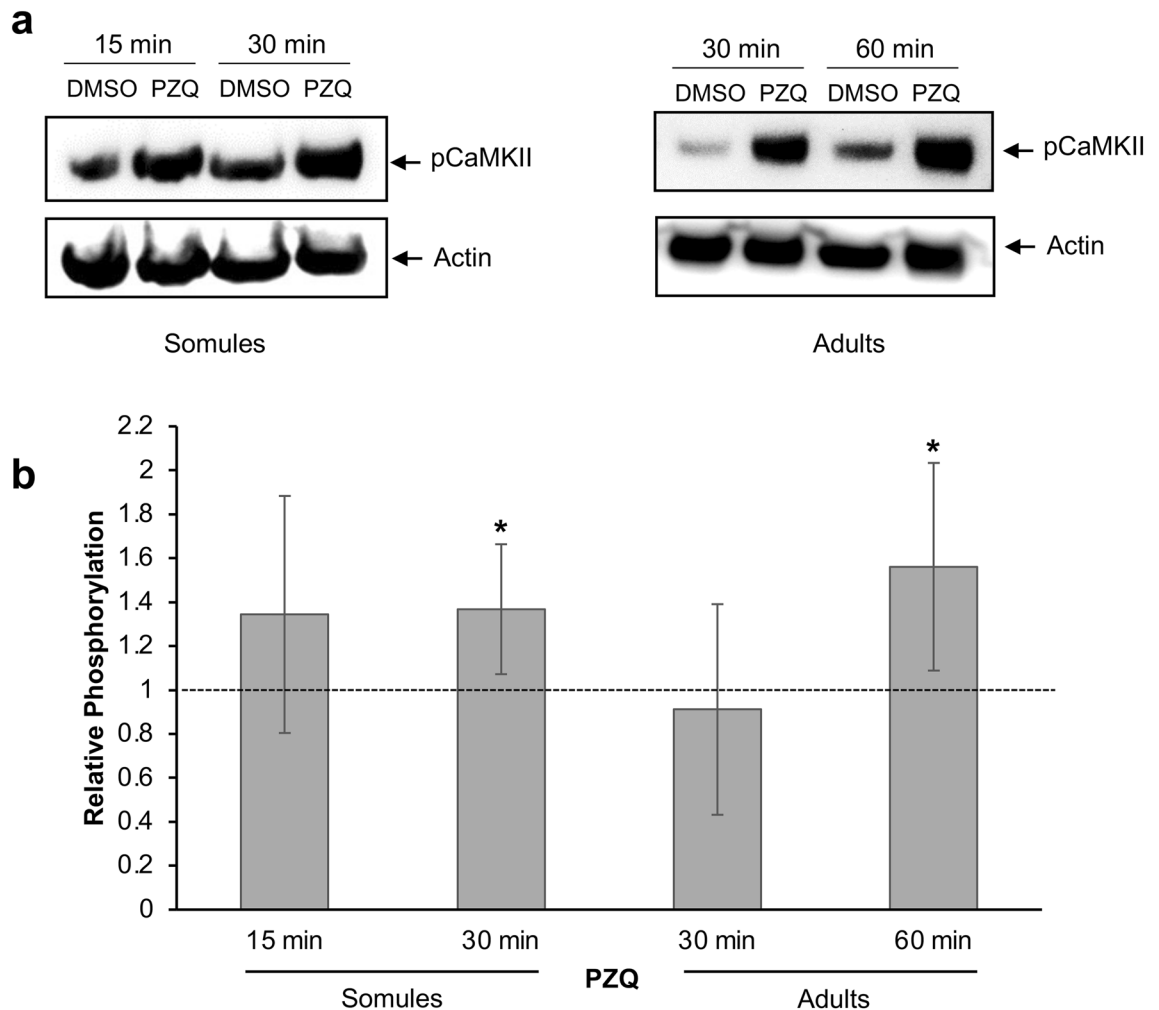 a
15 min 30 min
DMSO PZQ DMSO PZQ
pCaMKII
Actin
Somules
30 min 60 min
DMSO PZQ DMSO PZQ
pCaMKII
Actin
Adults
b
Relative Phosphorylation
2.2
2
1.8
1.6
1.4
1.2
1
0.8
0.6
0.4
0.2
0
*
*
15 min 30 min 30 min 60 min
PZQ
Somules Adults